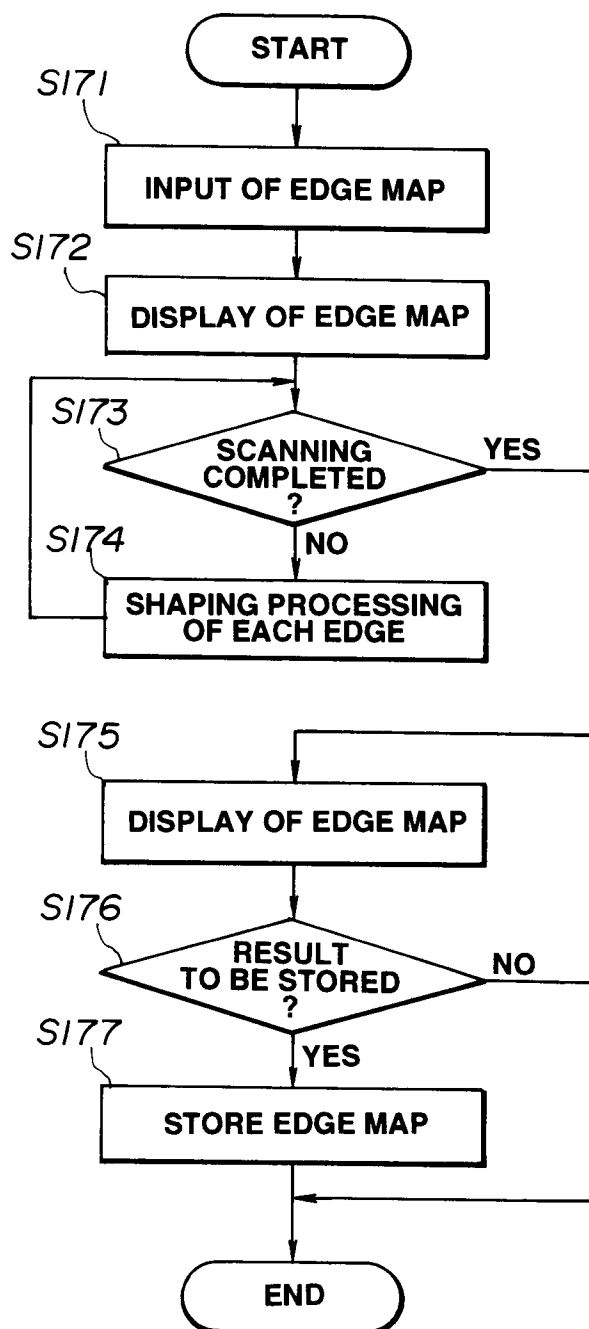 START
S171
INPUT OF EDGE MAP
S172
DISPLAY OF EDGE MAP
S173
SCANNING
COMPLETED
?
YES
NO
S174
SHAPING PROCESSING
OF EACH EDGE
S175
DISPLAY OF EDGE MAP
S176
RESULT
TO BE STORED
?
NO
YES
S177
STORE EDGE MAP
END